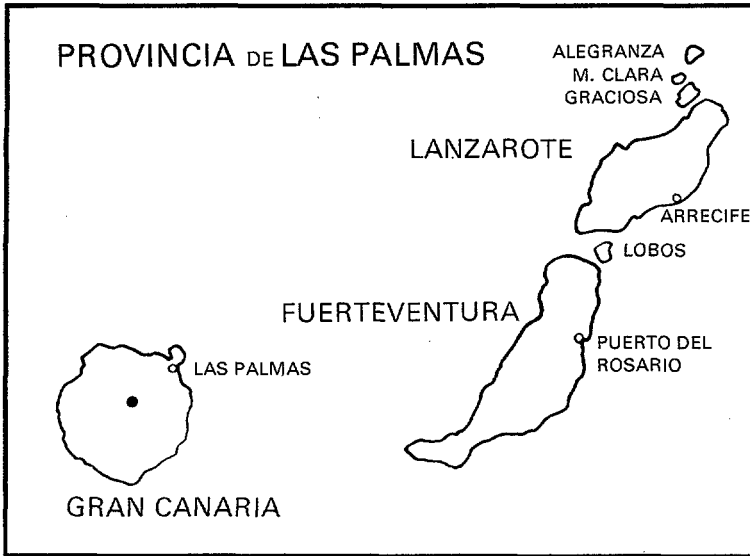 PROVINCIA DE LAS PALMAS
ALEGRANZA
M. CLARA
GRACIOSA
LANZAROTE
ARRECIFE
LOBOS
FUERTEVENTURA
PUERTO DEL
ROSARIO
LAS PALMAS
GRAN CANARIA